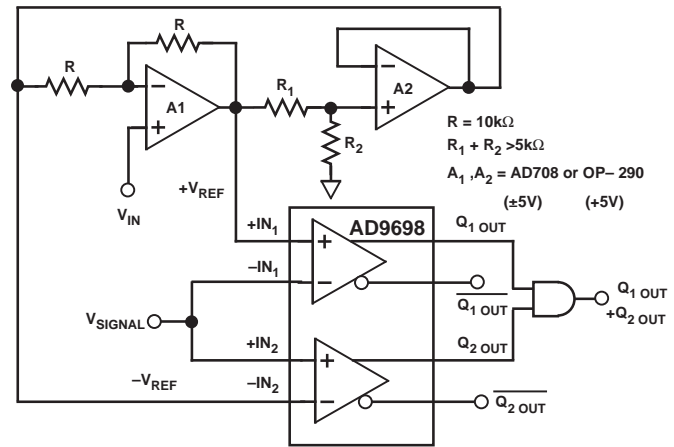 R
R
A1
R1
A2
R2
R = 10kΩ
R1 + R2 >5kΩ
A1 ,A2 = AD708 or OP– 290
(±5V) (+5V)
VIN
+VREF
AD9698
+IN1
Q1 OUT
–IN1
Q1 OUT
Q1 OUT
+Q2 OUT
VSIGNAL
+IN2
Q2 OUT
–VREF
–IN2
Q2 OUT